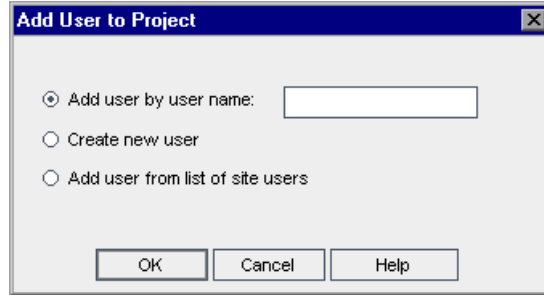 Add User to Project
Add user by user name:
Create new user
Add user from list of site users
OK Cancel Help